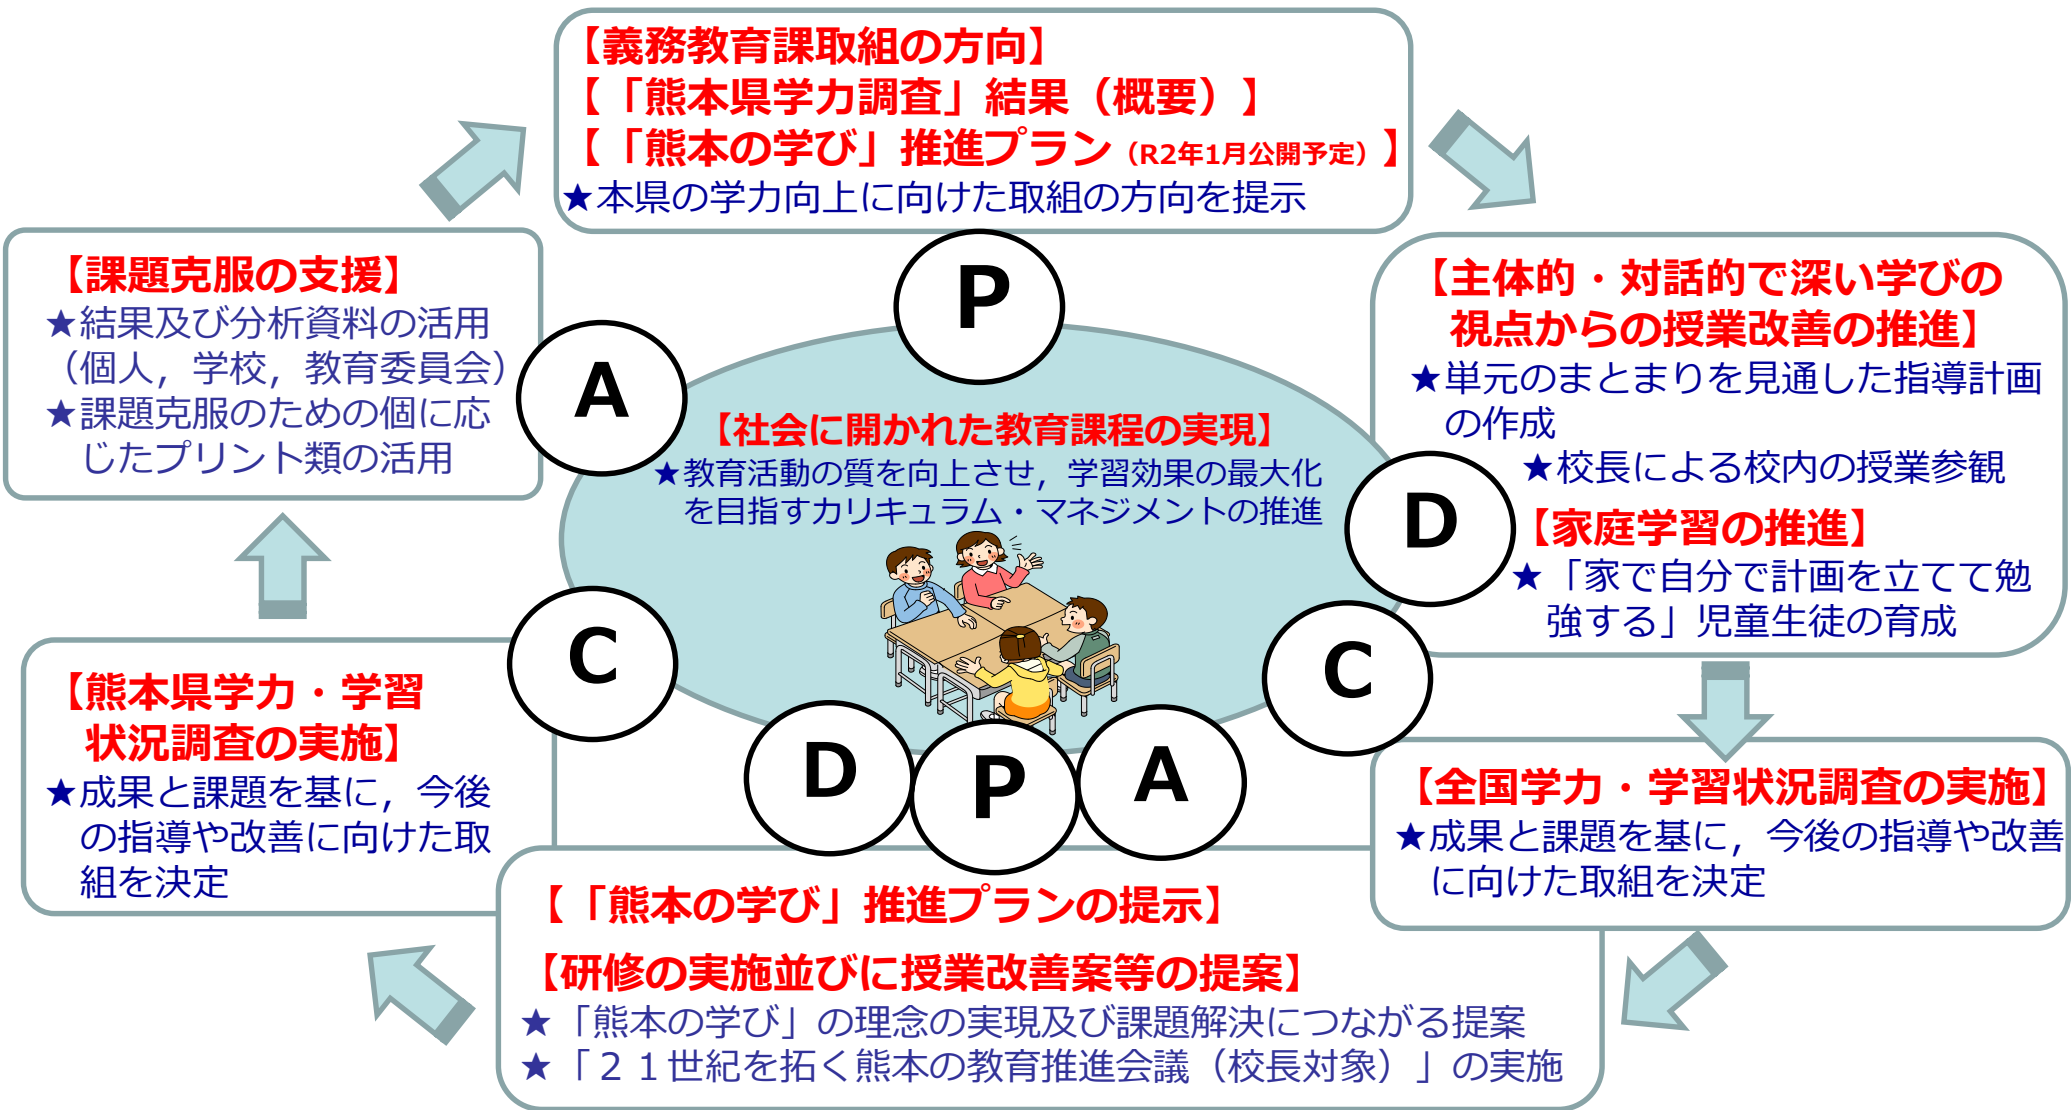 【義務教育課取組の方向】
【「熊本県学力調査」結果（概要）】
【「熊本の学び」推進プラン（R2年1月公開予定）】
★本県の学力向上に向けた取組の方向を提示
P
【主体的・対話的で深い学びの
視点からの授業改善の推進】
★単元のまとまりを見通した指導計画
の作成
★校長による校内の授業参観
【家庭学習の推進】
★「家で自分で計画を立てて勉
強する」児童生徒の育成
D
【全国学力・学習状況調査の実施】
★成果と課題を基に，今後の指導や改善
に向けた取組を決定
C
A
P
D
【「熊本の学び」推進プランの提示】
【研修の実施並びに授業改善案等の提案】
★「熊本の学び」の理念の実現及び課題解決につながる提案
★「２１世紀を拓く熊本の教育推進会議（校長対象）」の実施
【熊本県学力・学習
状況調査の実施】
★成果と課題を基に，今後
の指導や改善に向けた取
組を決定
C
【課題克服の支援】
★結果及び分析資料の活用
（個人，学校，教育委員会）
★課題克服のための個に応
じたプリント類の活用
A
【社会に開かれた教育課程の実現】
★教育活動の質を向上させ，学習効果の最大化
を目指すカリキュラム・マネジメントの推進